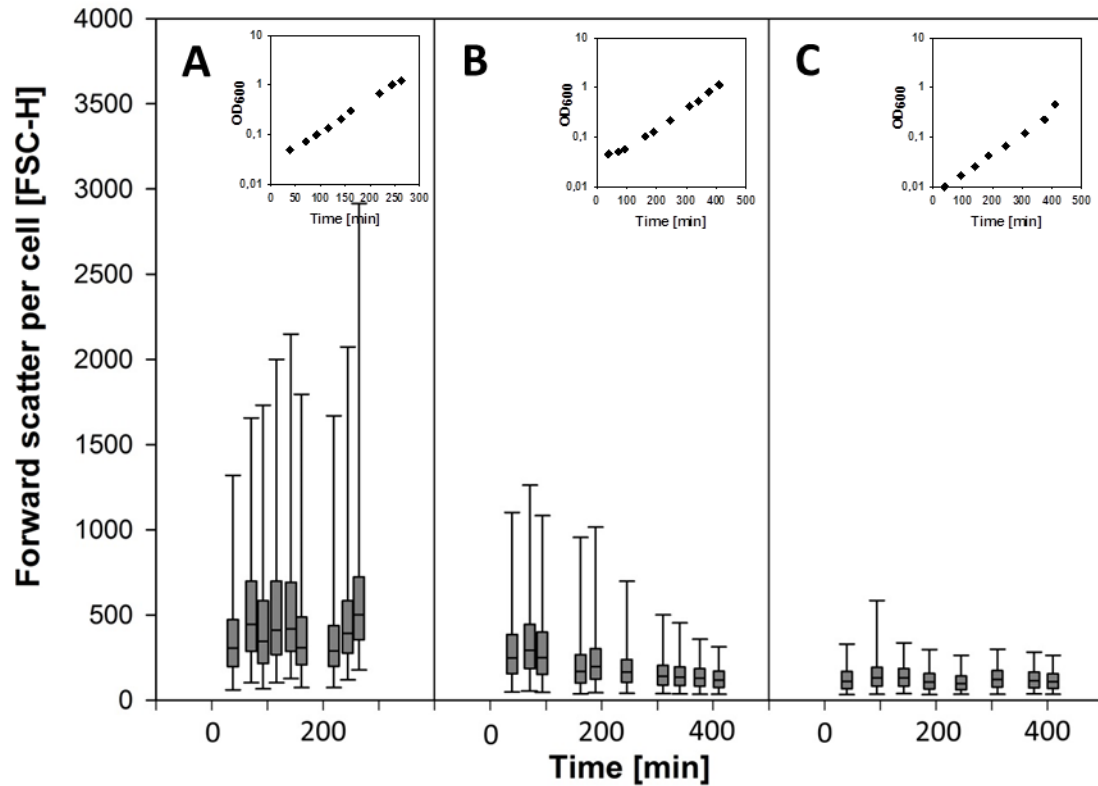 Forward scatter per cell [FSC-H]
4000
3500
3000
2500
2000
1500
1000
500
0
A
OD600
10
1
0,1
0,01
0 50 100 150 200 250 300
Time [min]
B
OD600
10
1
0,1
0,01
0 100 200 300 400 500
Time [min]
C
OD600
10
1
0,1
0,01
0 100 200 300 400 500
Time [min]
0 200 0 200 400 0 200 400
Time [min]